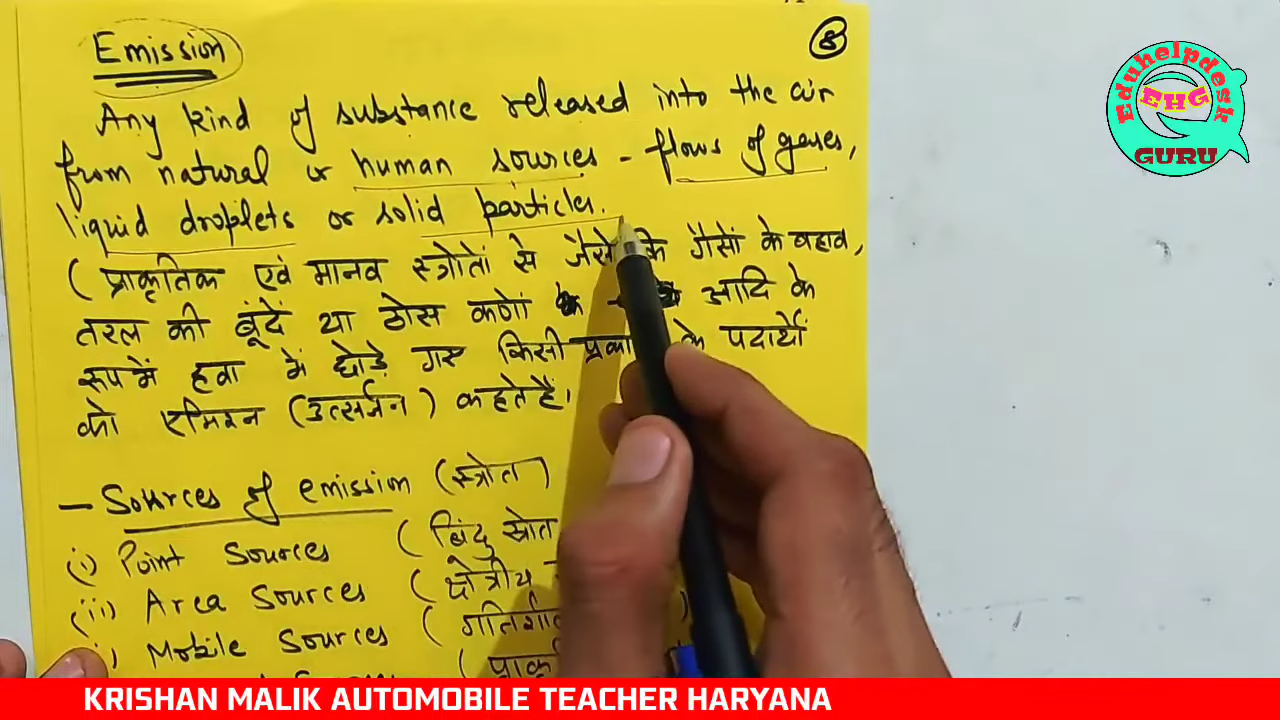 Emission
8
Any kind of substance released into the air
from natural or human sources - flows of gases,
liquid droplets or solid particles.
( प्राकृतिक एवं मानव स्त्रोतों से जैसे कि गैसों के बहाव,
तरल की बूंदें या ठोस कणों आदि के
रूप में हवा में छोड़े गए किसी के पदार्थों
को एमिशन (उत्सर्जन) कहते हैं।
- Sources of emission (स्त्रोत)
(i) Point Sources (बिंदु स्रोत
(ii) Area Sources (क्षेत्रीय
i) Mobile Sources (
Eduhelpdesk
EHG
GURU
KRISHAN MALIK AUTOMOBILE TEACHER HARYANA